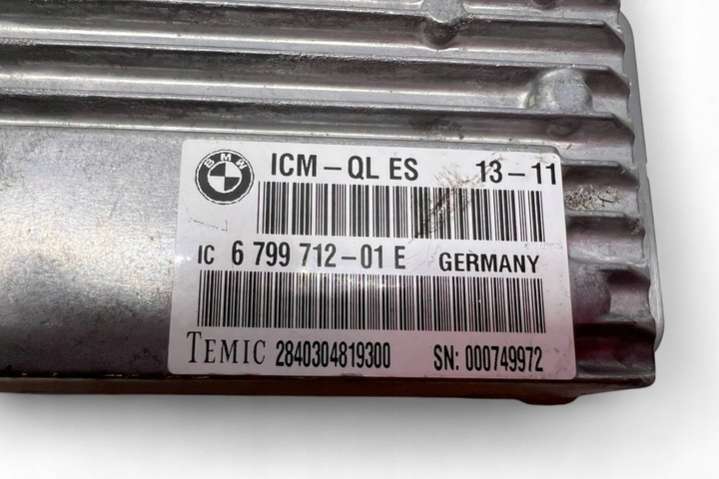 BMW ICM-QL ES 13-11
IC 6 799 712-01 E GERMANY
TEMIC 2840304819300 SN: 000749972